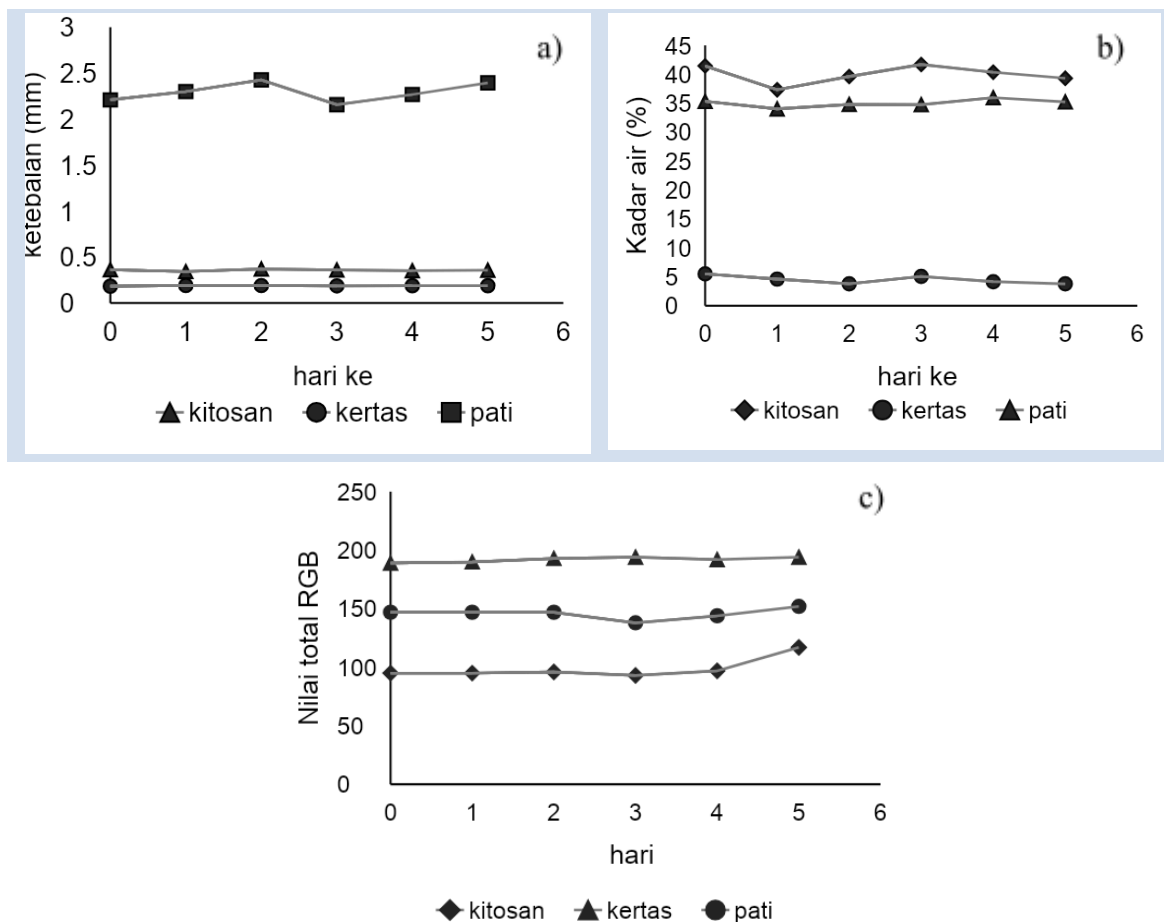 a)
ketebalan (mm)
3
2.5
2
1.5
1
0.5
0
0 1 2 3 4 5 6
hari ke
kitosan kertas pati
b)
Kadar air (%)
45
40
35
30
25
20
15
10
5
0
0 1 2 3 4 5 6
hari ke
kitosan kertas pati
c)
Nilai total RGB
250
200
150
100
50
0
0 1 2 3 4 5 6
hari
kitosan kertas pati